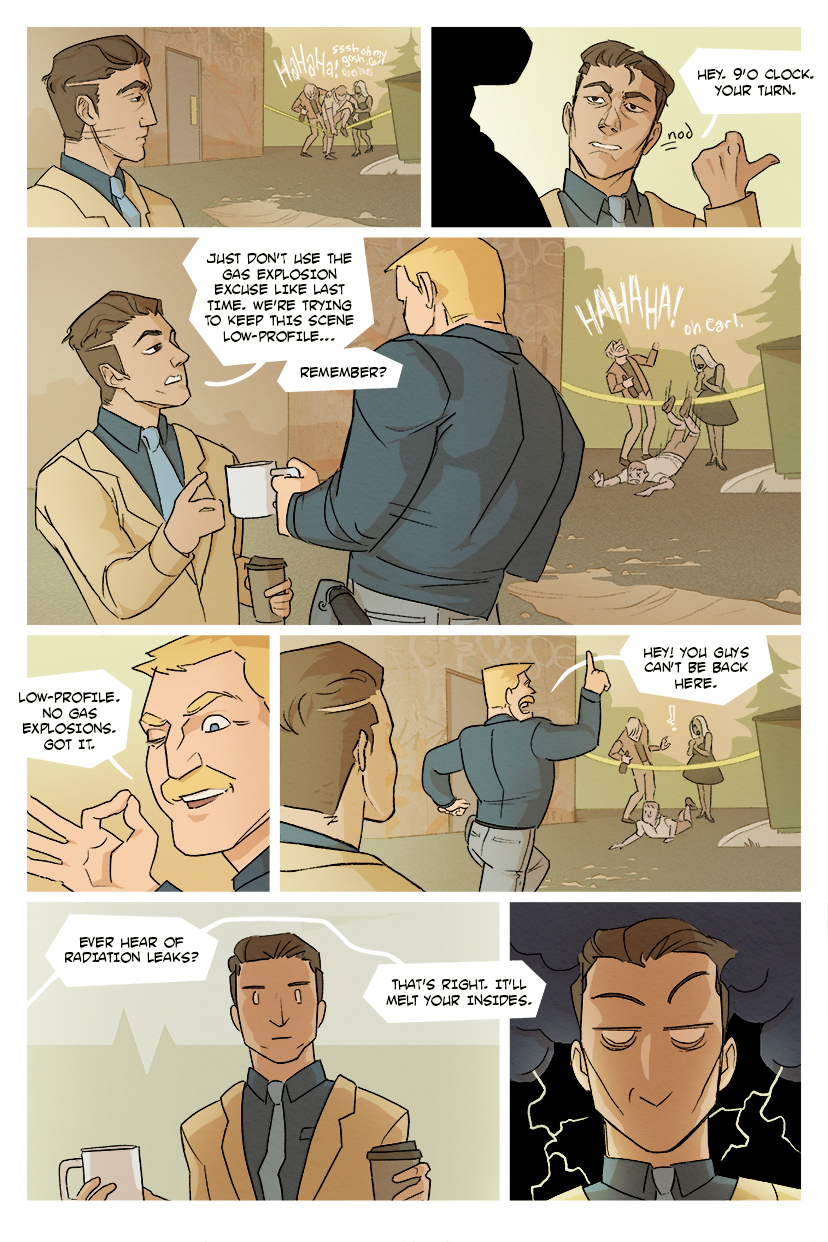 HAHAHA!
sssh oh my
gosh, Carl
HEY. 9'O CLOCK.
YOUR TURN.
nod
JUST DON'T USE THE
GAS EXPLOSION
EXCUSE LIKE LAST
TIME. WE'RE TRYING
TO KEEP THIS SCENE
LOW-PROFILE...
REMEMBER?
HAHAHA!
oh Carl.
LOW-PROFILE.
NO GAS
EXPLOSIONS.
GOT IT.
HEY! YOU GUYS
CAN'T BE BACK
HERE.
!
EVER HEAR OF
RADIATION LEAKS?
THAT'S RIGHT. IT'LL
MELT YOUR INSIDES.